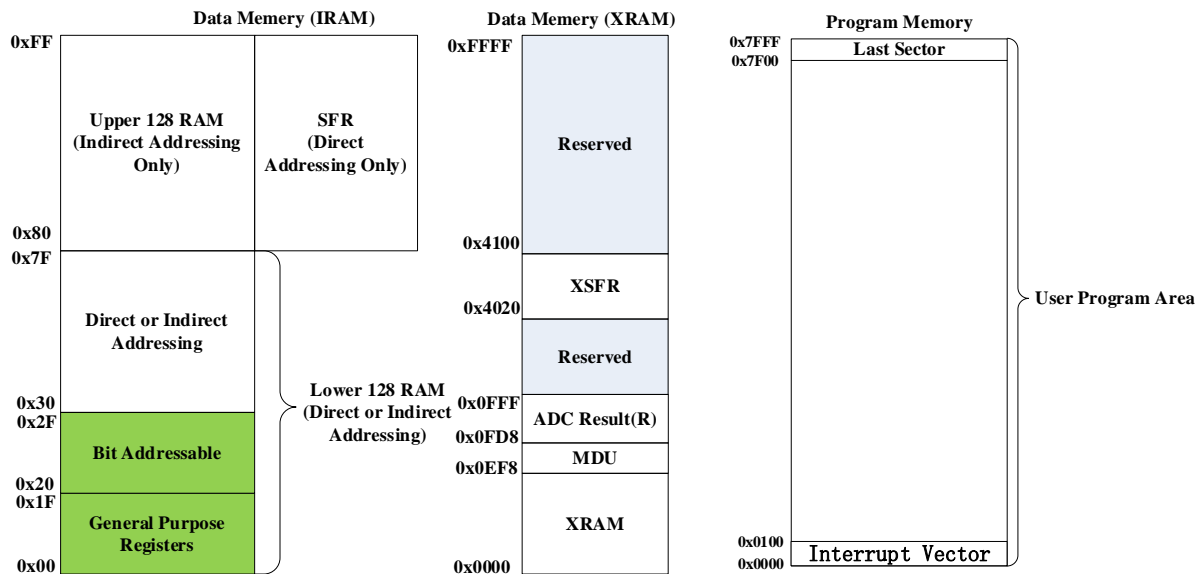 Data Memery (IRAM)
0xFF
Upper 128 RAM
(Indirect Addressing
Only)
SFR
(Direct
Addressing Only)
0x80
0x7F
Direct or Indirect
Addressing
0x30
0x2F
Bit Addressable
0x20
0x1F
General Purpose
Registers
0x00
Lower 128 RAM
(Direct or Indirect
Addressing)
Data Memery (XRAM)
0xFFFF
Reserved
0x4100
XSFR
0x4020
Reserved
0x0FFF
ADC Result(R)
0x0FD8
MDU
0x0EF8
XRAM
0x0000
Program Memory
0x7FFF
Last Sector
0x7F00
User Program Area
0x0100
Interrupt Vector
0x0000